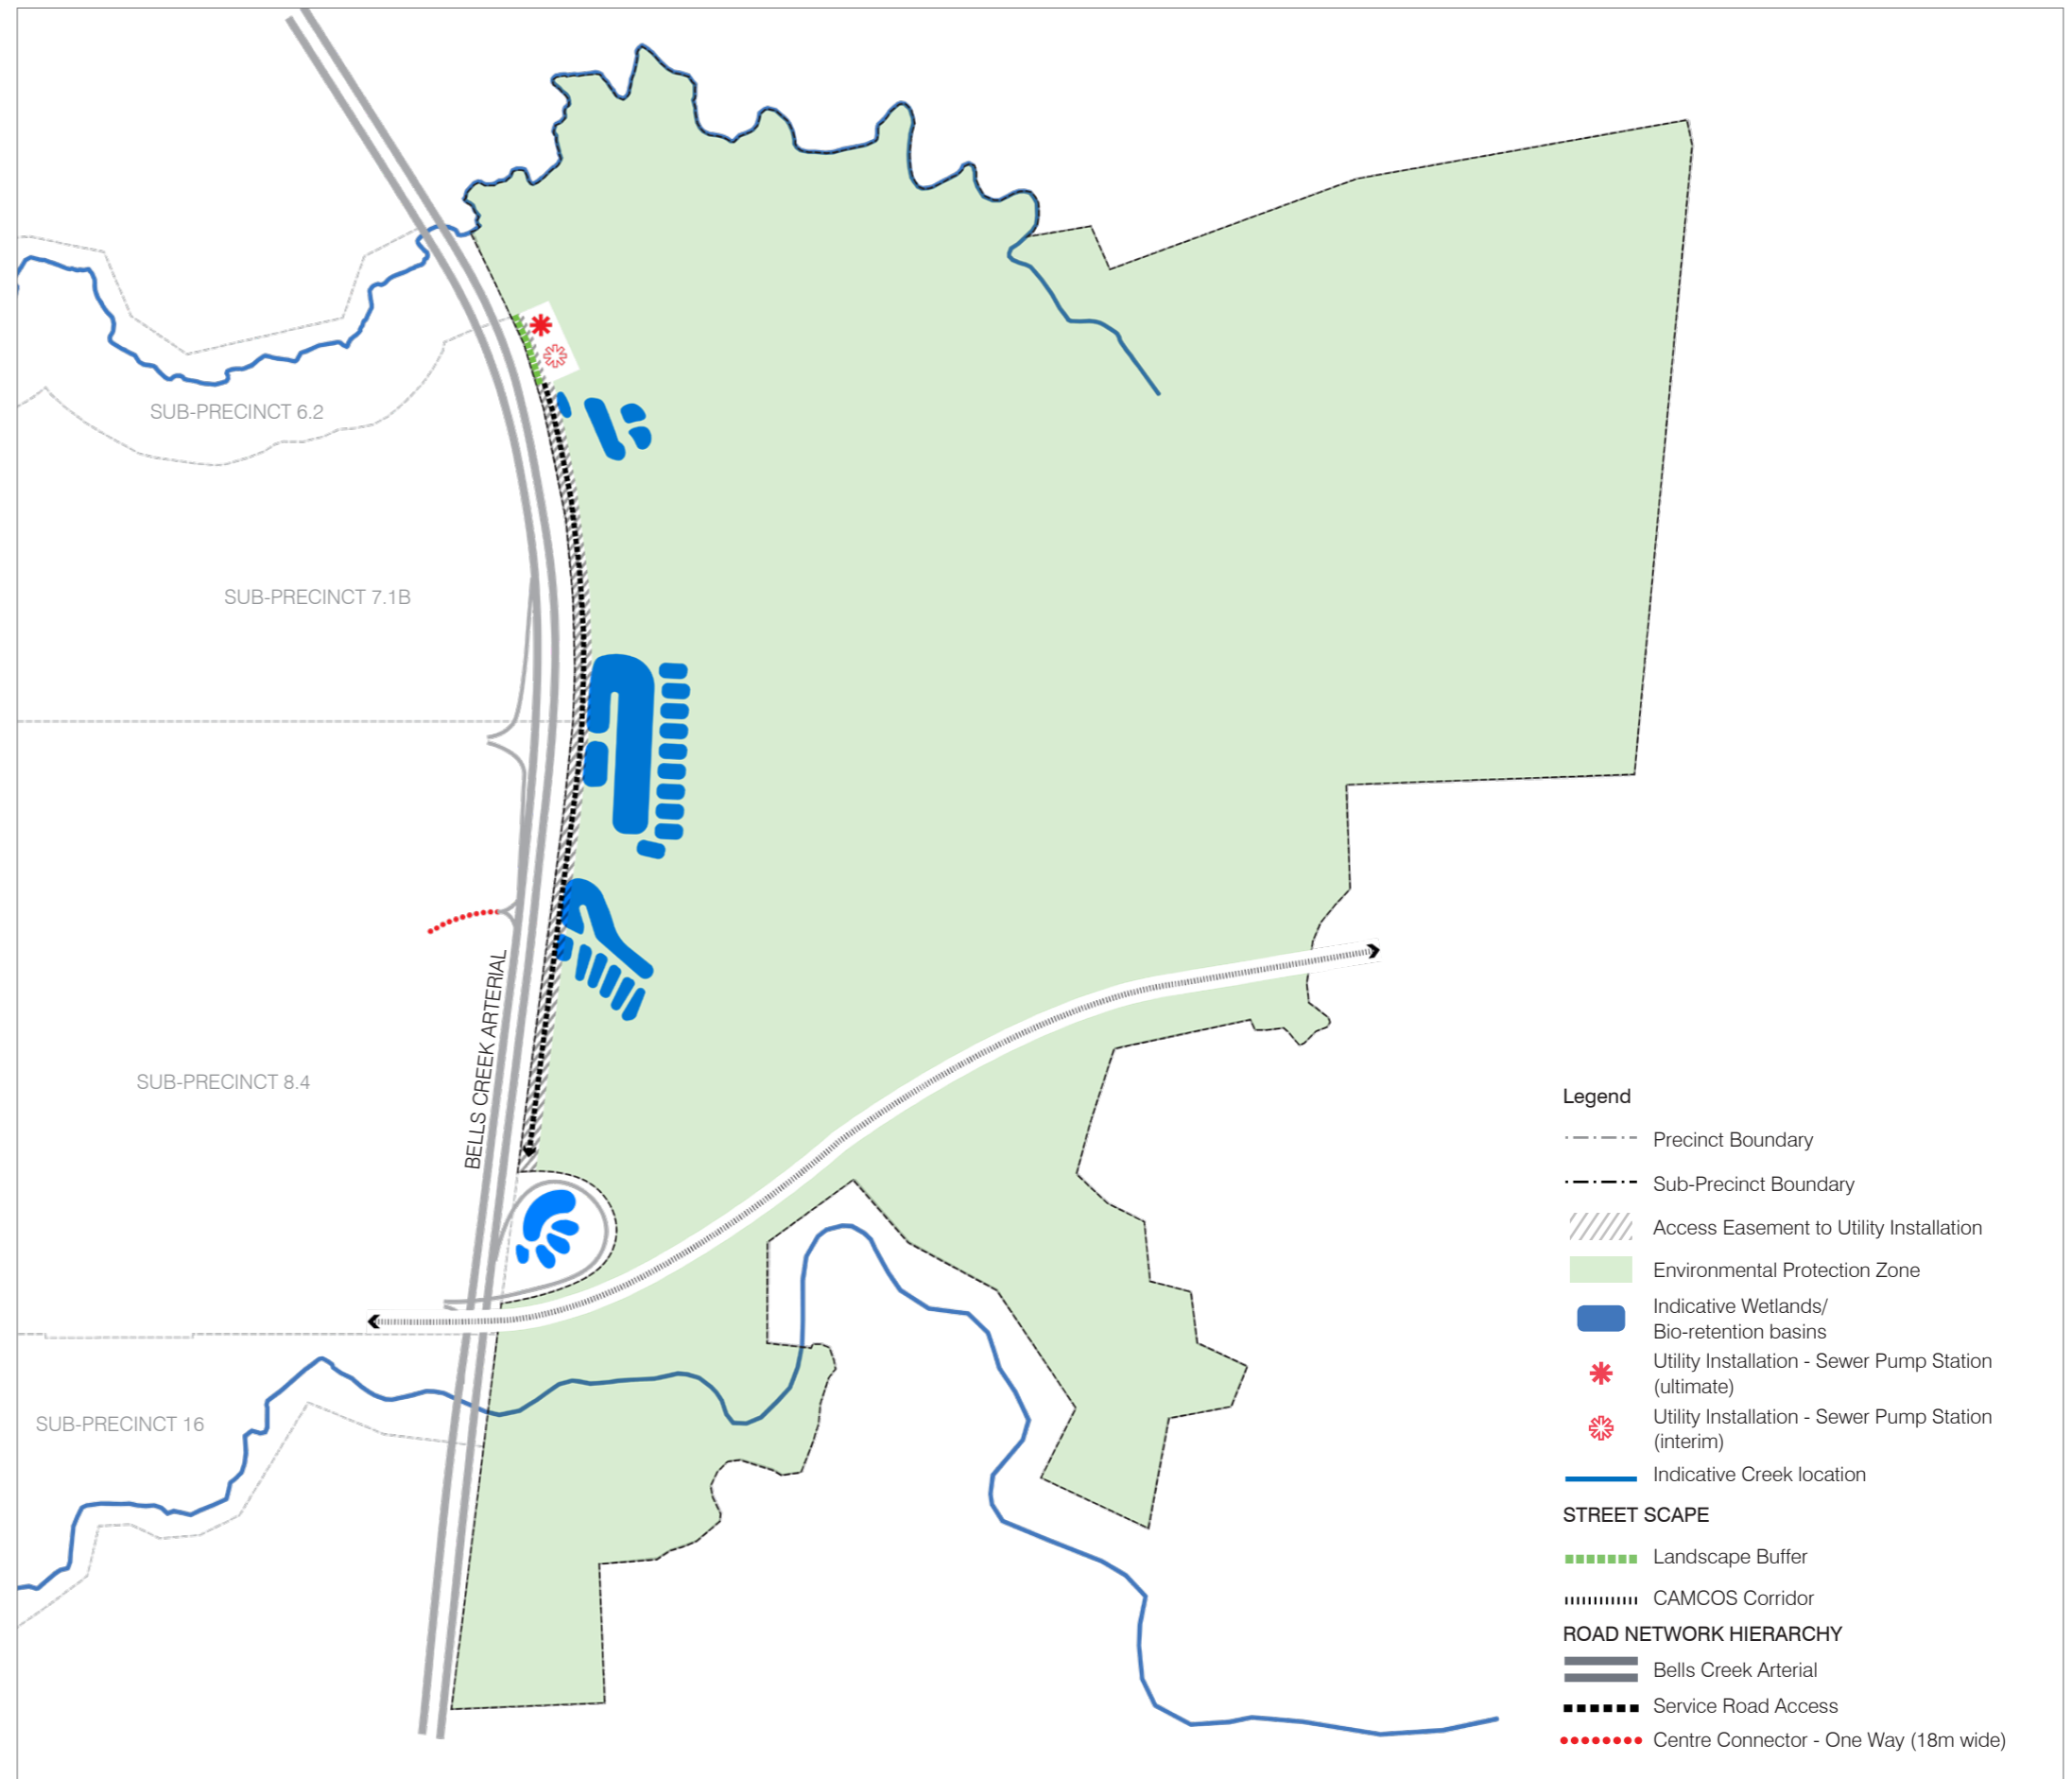 SUB-PRECINCT 6.2
SUB-PRECINCT 7.1B
BELLS CREEK ARTERIAL
SUB-PRECINCT 8.4
SUB-PRECINCT 16
Legend
Precinct Boundary
Sub-Precinct Boundary
Access Easement to Utility Installation
Environmental Protection Zone
Indicative Wetlands/
Bio-retention basins
Utility Installation - Sewer Pump Station
(ultimate)
Utility Installation - Sewer Pump Station
(interim)
Indicative Creek location
STREET SCAPE
Landscape Buffer
CAMCOS Corridor
ROAD NETWORK HIERARCHY
Bells Creek Arterial
Service Road Access
Centre Connector - One Way (18m wide)